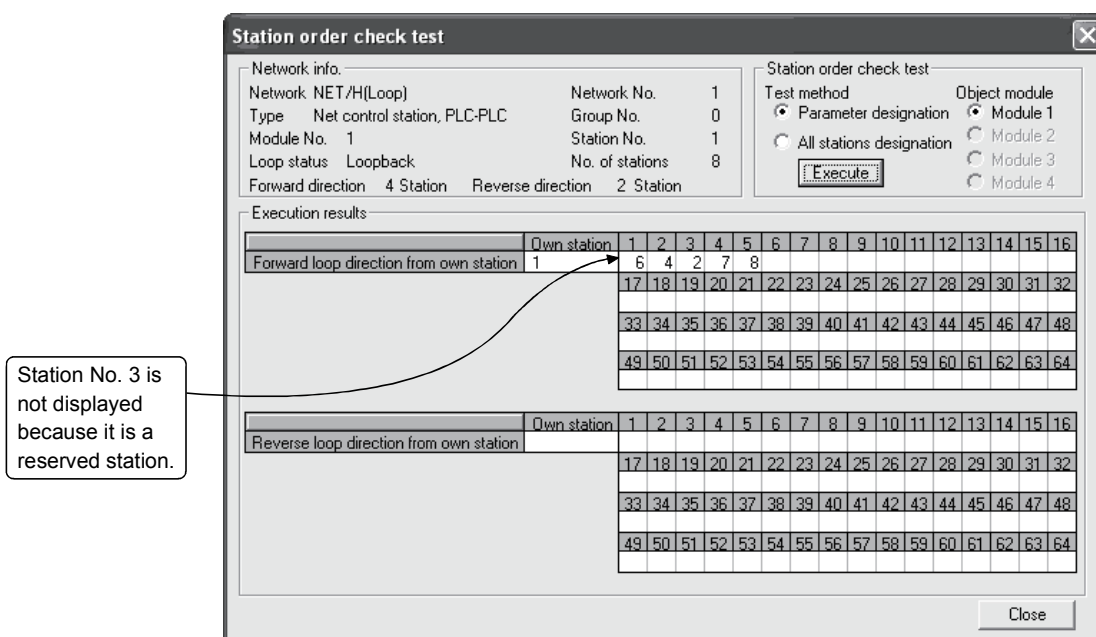 Station order check test
Network info.
Network NET/H(Loop) Network No. 1
Type Net control station, PLC-PLC Group No. 0
Module No. 1 Station No. 1
Loop status Loopback No. of stations 8
Forward direction 4 Station Reverse direction 2 Station
Station order check test
Test method Object module
Parameter designation Module 1
All stations designation Module 2
Module 3
Execute Module 4
Execution results
Own station 1 2 3 4 5 6 7 8 9 10 11 12 13 14 15 16
Forward loop direction from own station 1 6 4 2 7 8
17 18 19 20 21 22 23 24 25 26 27 28 29 30 31 32
33 34 35 36 37 38 39 40 41 42 43 44 45 46 47 48
49 50 51 52 53 54 55 56 57 58 59 60 61 62 63 64
Station No. 3 is
not displayed
because it is a
reserved station.
Own station 1 2 3 4 5 6 7 8 9 10 11 12 13 14 15 16
Reverse loop direction from own station
17 18 19 20 21 22 23 24 25 26 27 28 29 30 31 32
33 34 35 36 37 38 39 40 41 42 43 44 45 46 47 48
49 50 51 52 53 54 55 56 57 58 59 60 61 62 63 64
Close